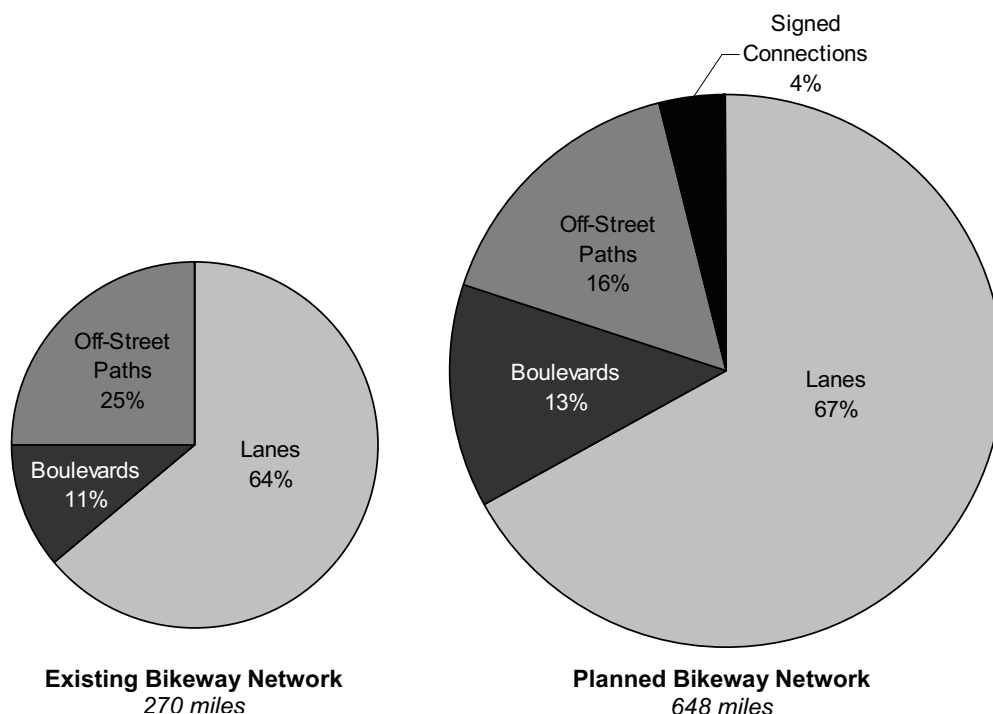 Signed
Connections
4%
Off-Street
Paths
16%
Boulevards
13%
Lanes
67%
Off-Street
Paths
25%
Boulevards
11%
Lanes
64%
Existing Bikeway Network
270 miles
Planned Bikeway Network
648 miles